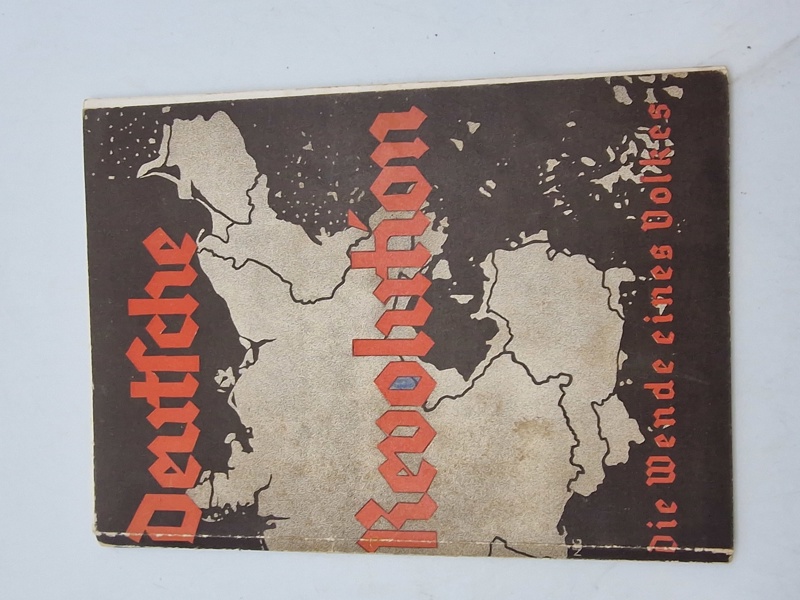 Deutsche
Revolution
Die Wende eines Volkes